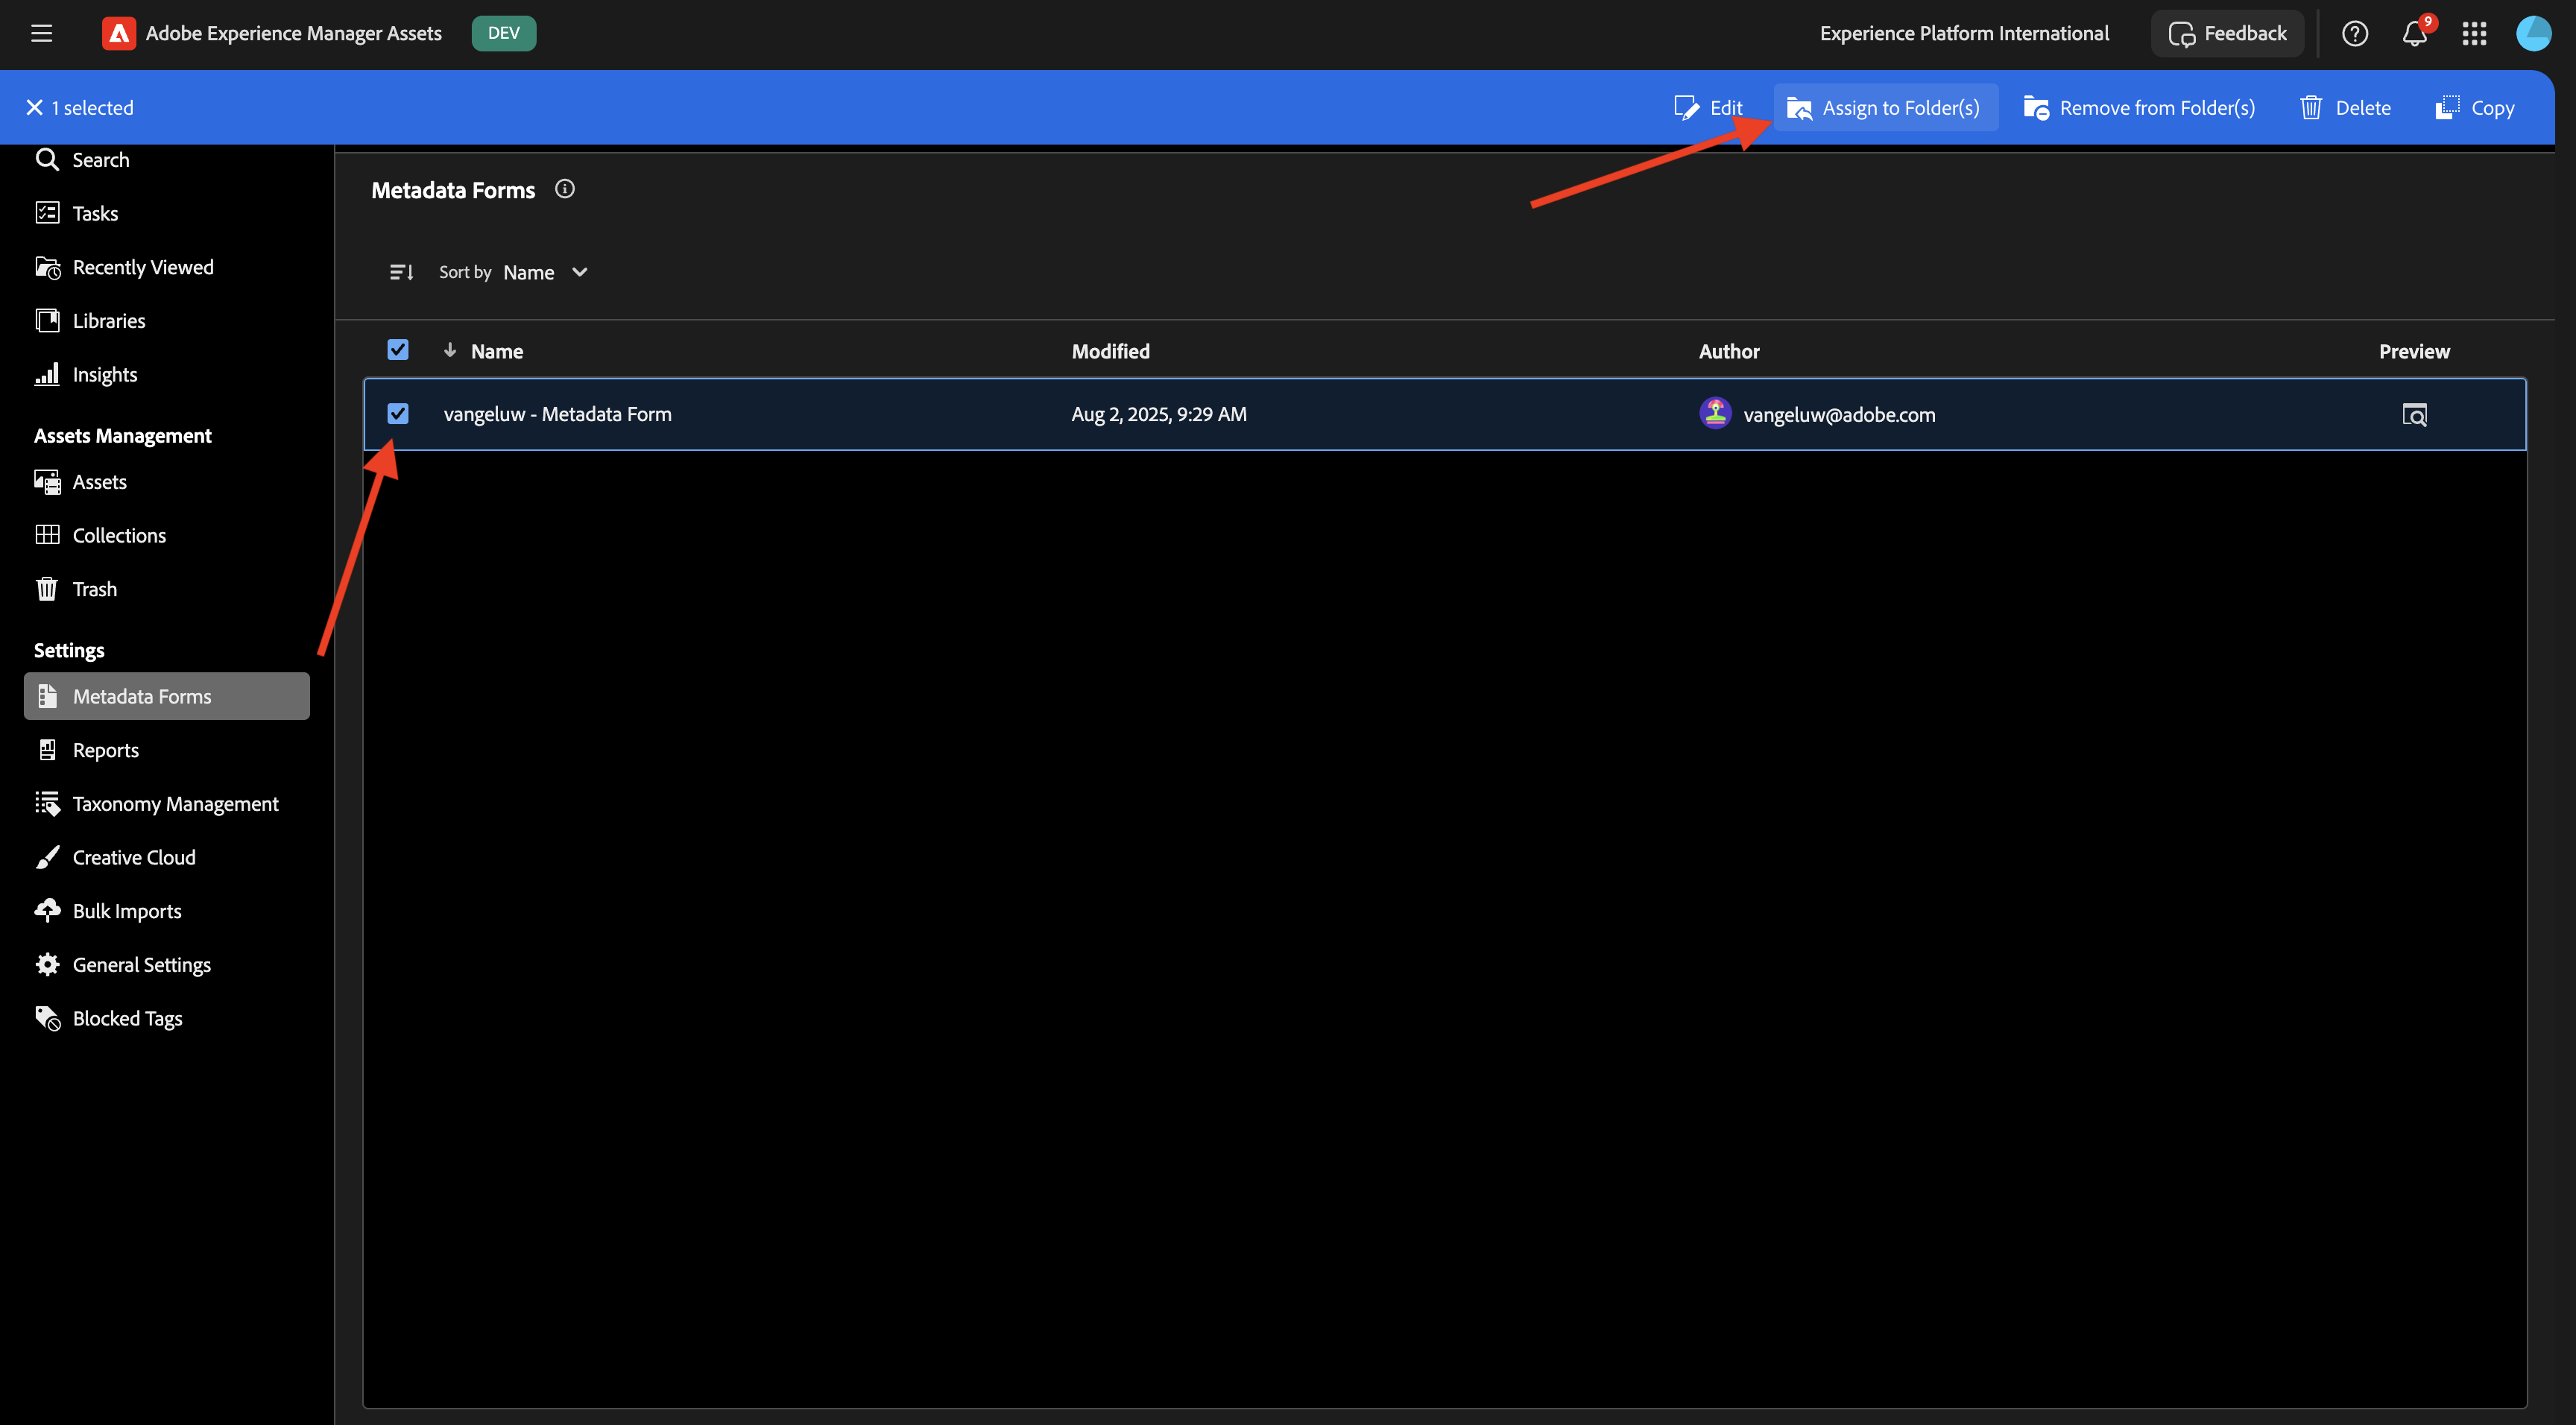 Adobe Experience Manager Assets DEV Experience Platform International Feedback 9
1 selected Edit Assign to Folder(s) Remove from Folder(s) Delete Copy
Search
Tasks
Recently Viewed
Libraries
Insights
Assets Management
Assets
Collections
Trash
Settings
Metadata Forms
Reports
Taxonomy Management
Creative Cloud
Bulk Imports
General Settings
Blocked Tags
Metadata Forms
Sort by Name
Name Modified Author Preview
vangeluw - Metadata Form Aug 2, 2025, 9:29 AM vangeluw@adobe.com